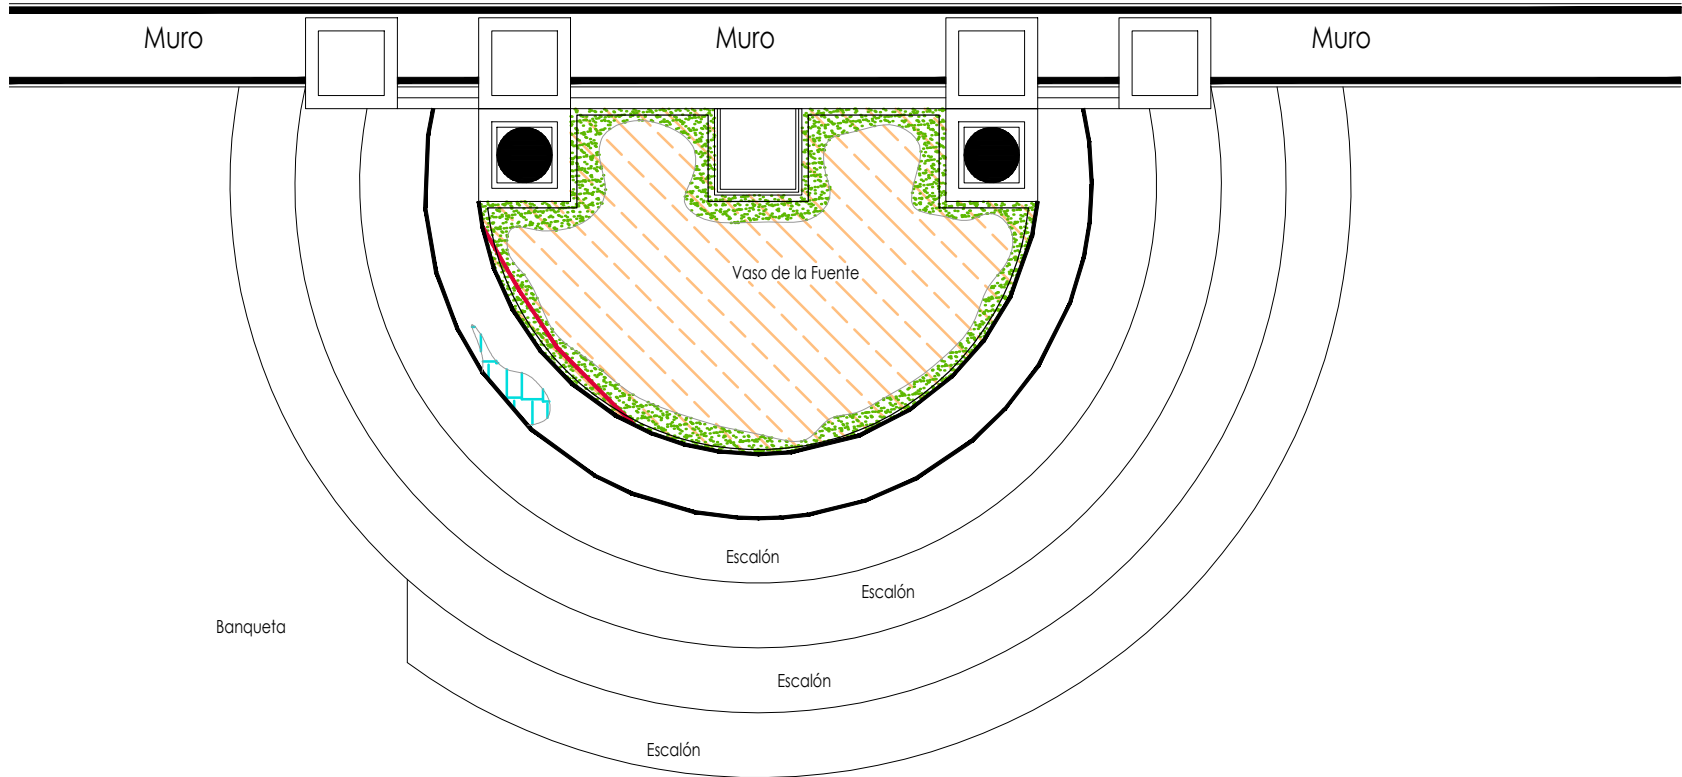 Muro
Muro
Muro
Vaso de la Fuente
Escalón
Escalón
Banqueta
Escalón
Escalón